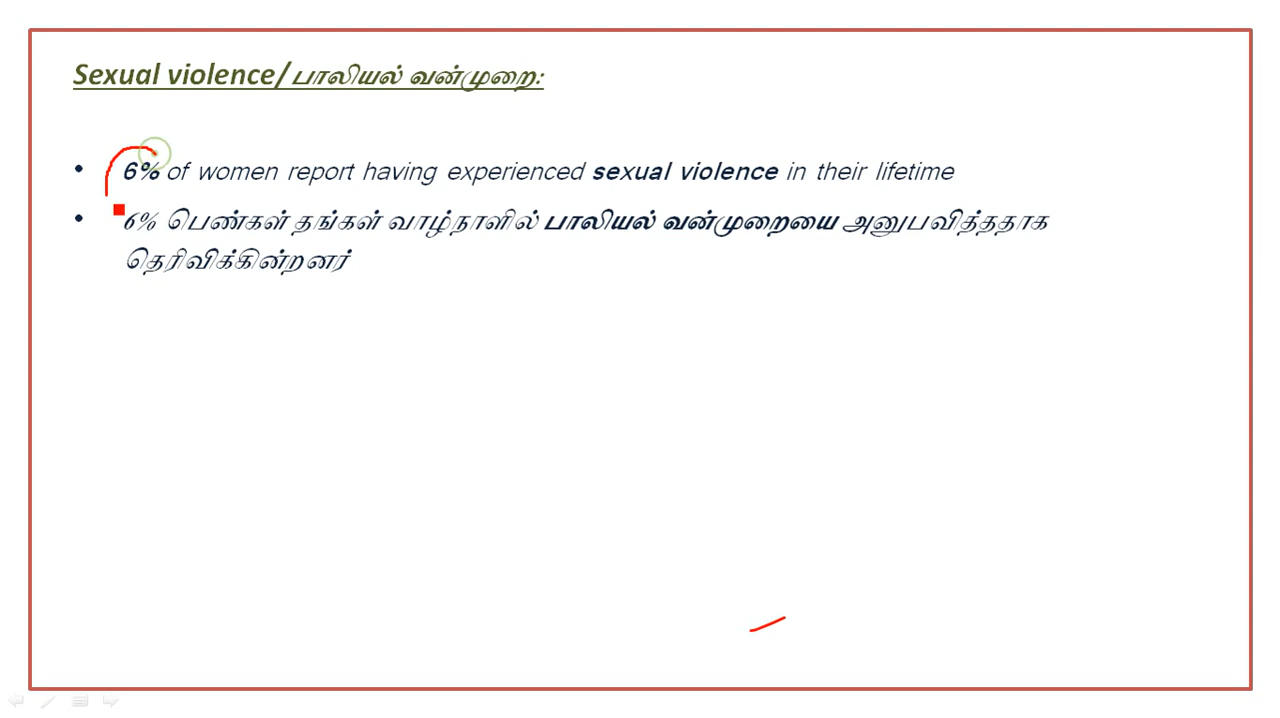 Sexual violence/ பாலியல் வன்முறை:
• 6% of women report having experienced sexual violence in their lifetime
• 6% பெண்கள் தங்கள் வாழ்நாளில் பாலியல் வன்முறையை அனுபவித்ததாக
தெரிவிக்கின்றனர்